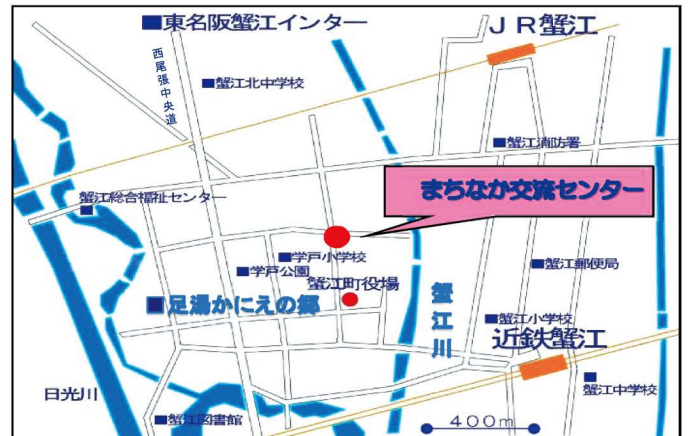 ■東名阪蟹江インター
JR蟹江
西尾張中央道
■蟹江北中学校
■蟹江消防署
まちなか交流センター
蟹江総合福祉センター
■
■学戸小学校
■学戸公園
蟹江町役場
■蟹江郵便局
■足湯かにえの郷
蟹江川
■蟹江小学校
近鉄蟹江
日光川
■
蟹江中学校
■蟹江図書館
400m